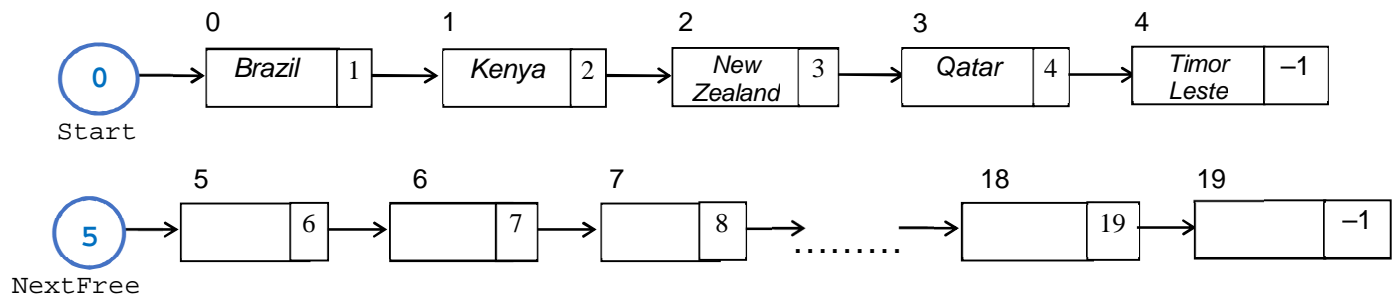 0 1 2 3 4
0 Brazil 1 Kenya 2 New Zealand 3 Qatar 4 Timor Leste –1
Start
5 6 7 18 19
5 6 7 8 ......... 19 –1
NextFree